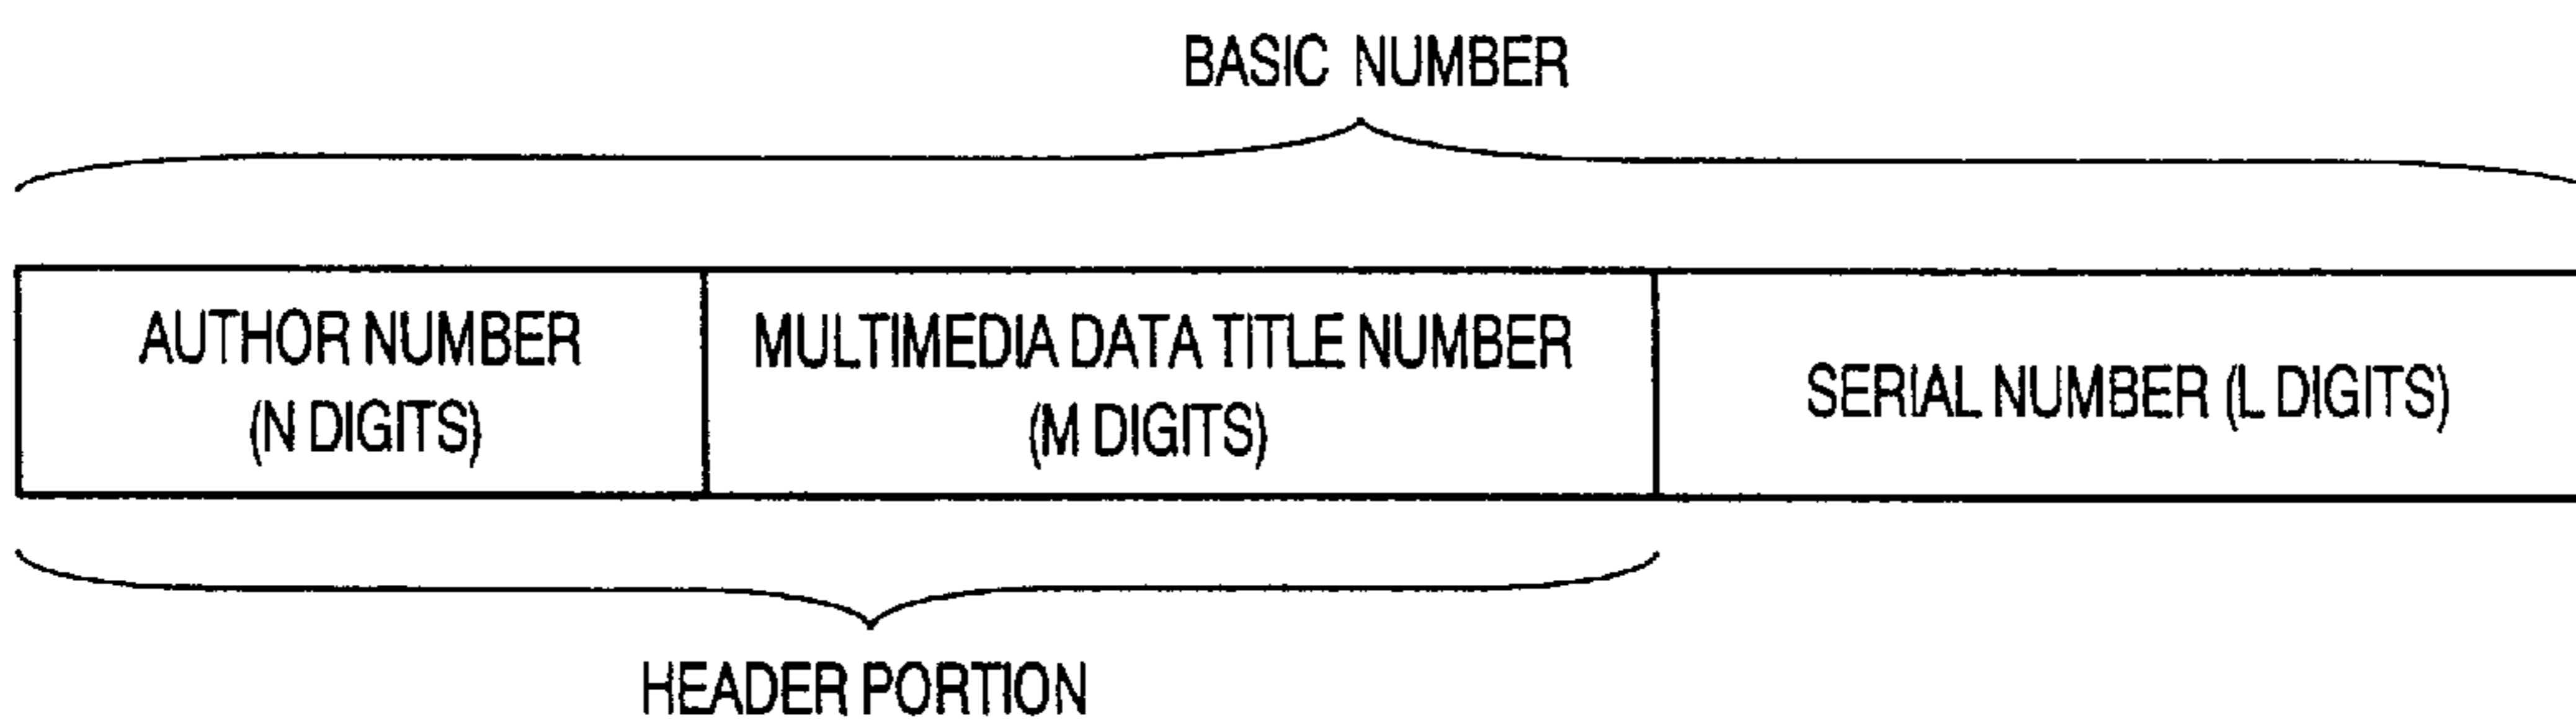 BASIC NUMBER
AUTHOR NUMBER
(N DIGITS)
MULTIMEDIA DATA TITLE NUMBER
(M DIGITS)
SERIAL NUMBER (L DIGITS)
HEADER PORTION